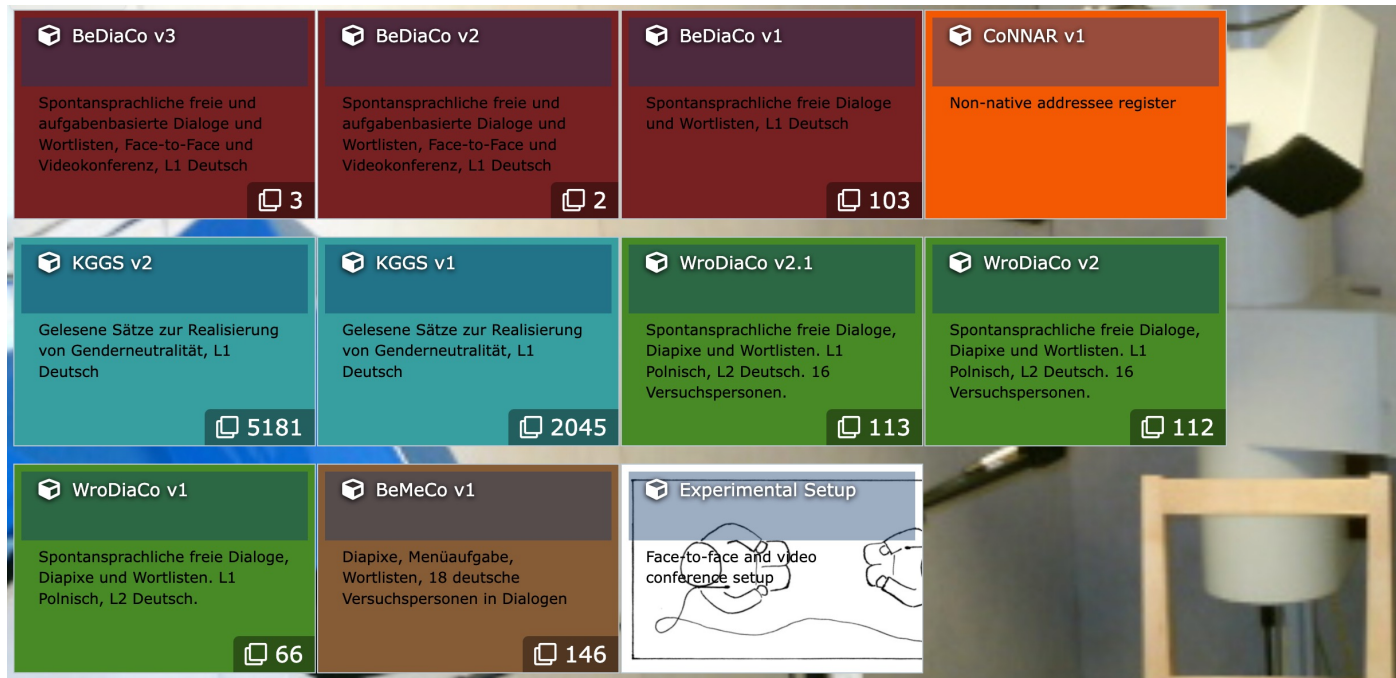 BeDiaCo v3
Spontansprachliche freie und
aufgabenbasierte Dialoge und
Wortlisten, Face-to-Face und
Videokonferenz, L1 Deutsch
3
BeDiaCo v2
Spontansprachliche freie und
aufgabenbasierte Dialoge und
Wortlisten, Face-to-Face und
Videokonferenz, L1 Deutsch
2
BeDiaCo v1
Spontansprachliche freie Dialoge
und Wortlisten, L1 Deutsch
103
CoNNAR v1
Non-native addressee register
KGGS v2
Gelesene Sätze zur Realisierung
von Genderneutralität, L1
Deutsch
5181
KGGS v1
Gelesene Sätze zur Realisierung
von Genderneutralität, L1
Deutsch
2045
WroDiaCo v2.1
Spontansprachliche freie Dialoge,
Diapixe und Wortlisten. L1
Polnisch, L2 Deutsch. 16
Versuchspersonen.
113
WroDiaCo v2
Spontansprachliche freie Dialoge,
Diapixe und Wortlisten. L1
Polnisch, L2 Deutsch. 16
Versuchspersonen.
112
WroDiaCo v1
Spontansprachliche freie Dialoge,
Diapixe und Wortlisten. L1
Polnisch, L2 Deutsch.
66
BeMeCo v1
Diapixe, Menüaufgabe,
Wortlisten, 18 deutsche
Versuchspersonen in Dialogen
146
Experimental Setup
Face-to-face and video
conference setup